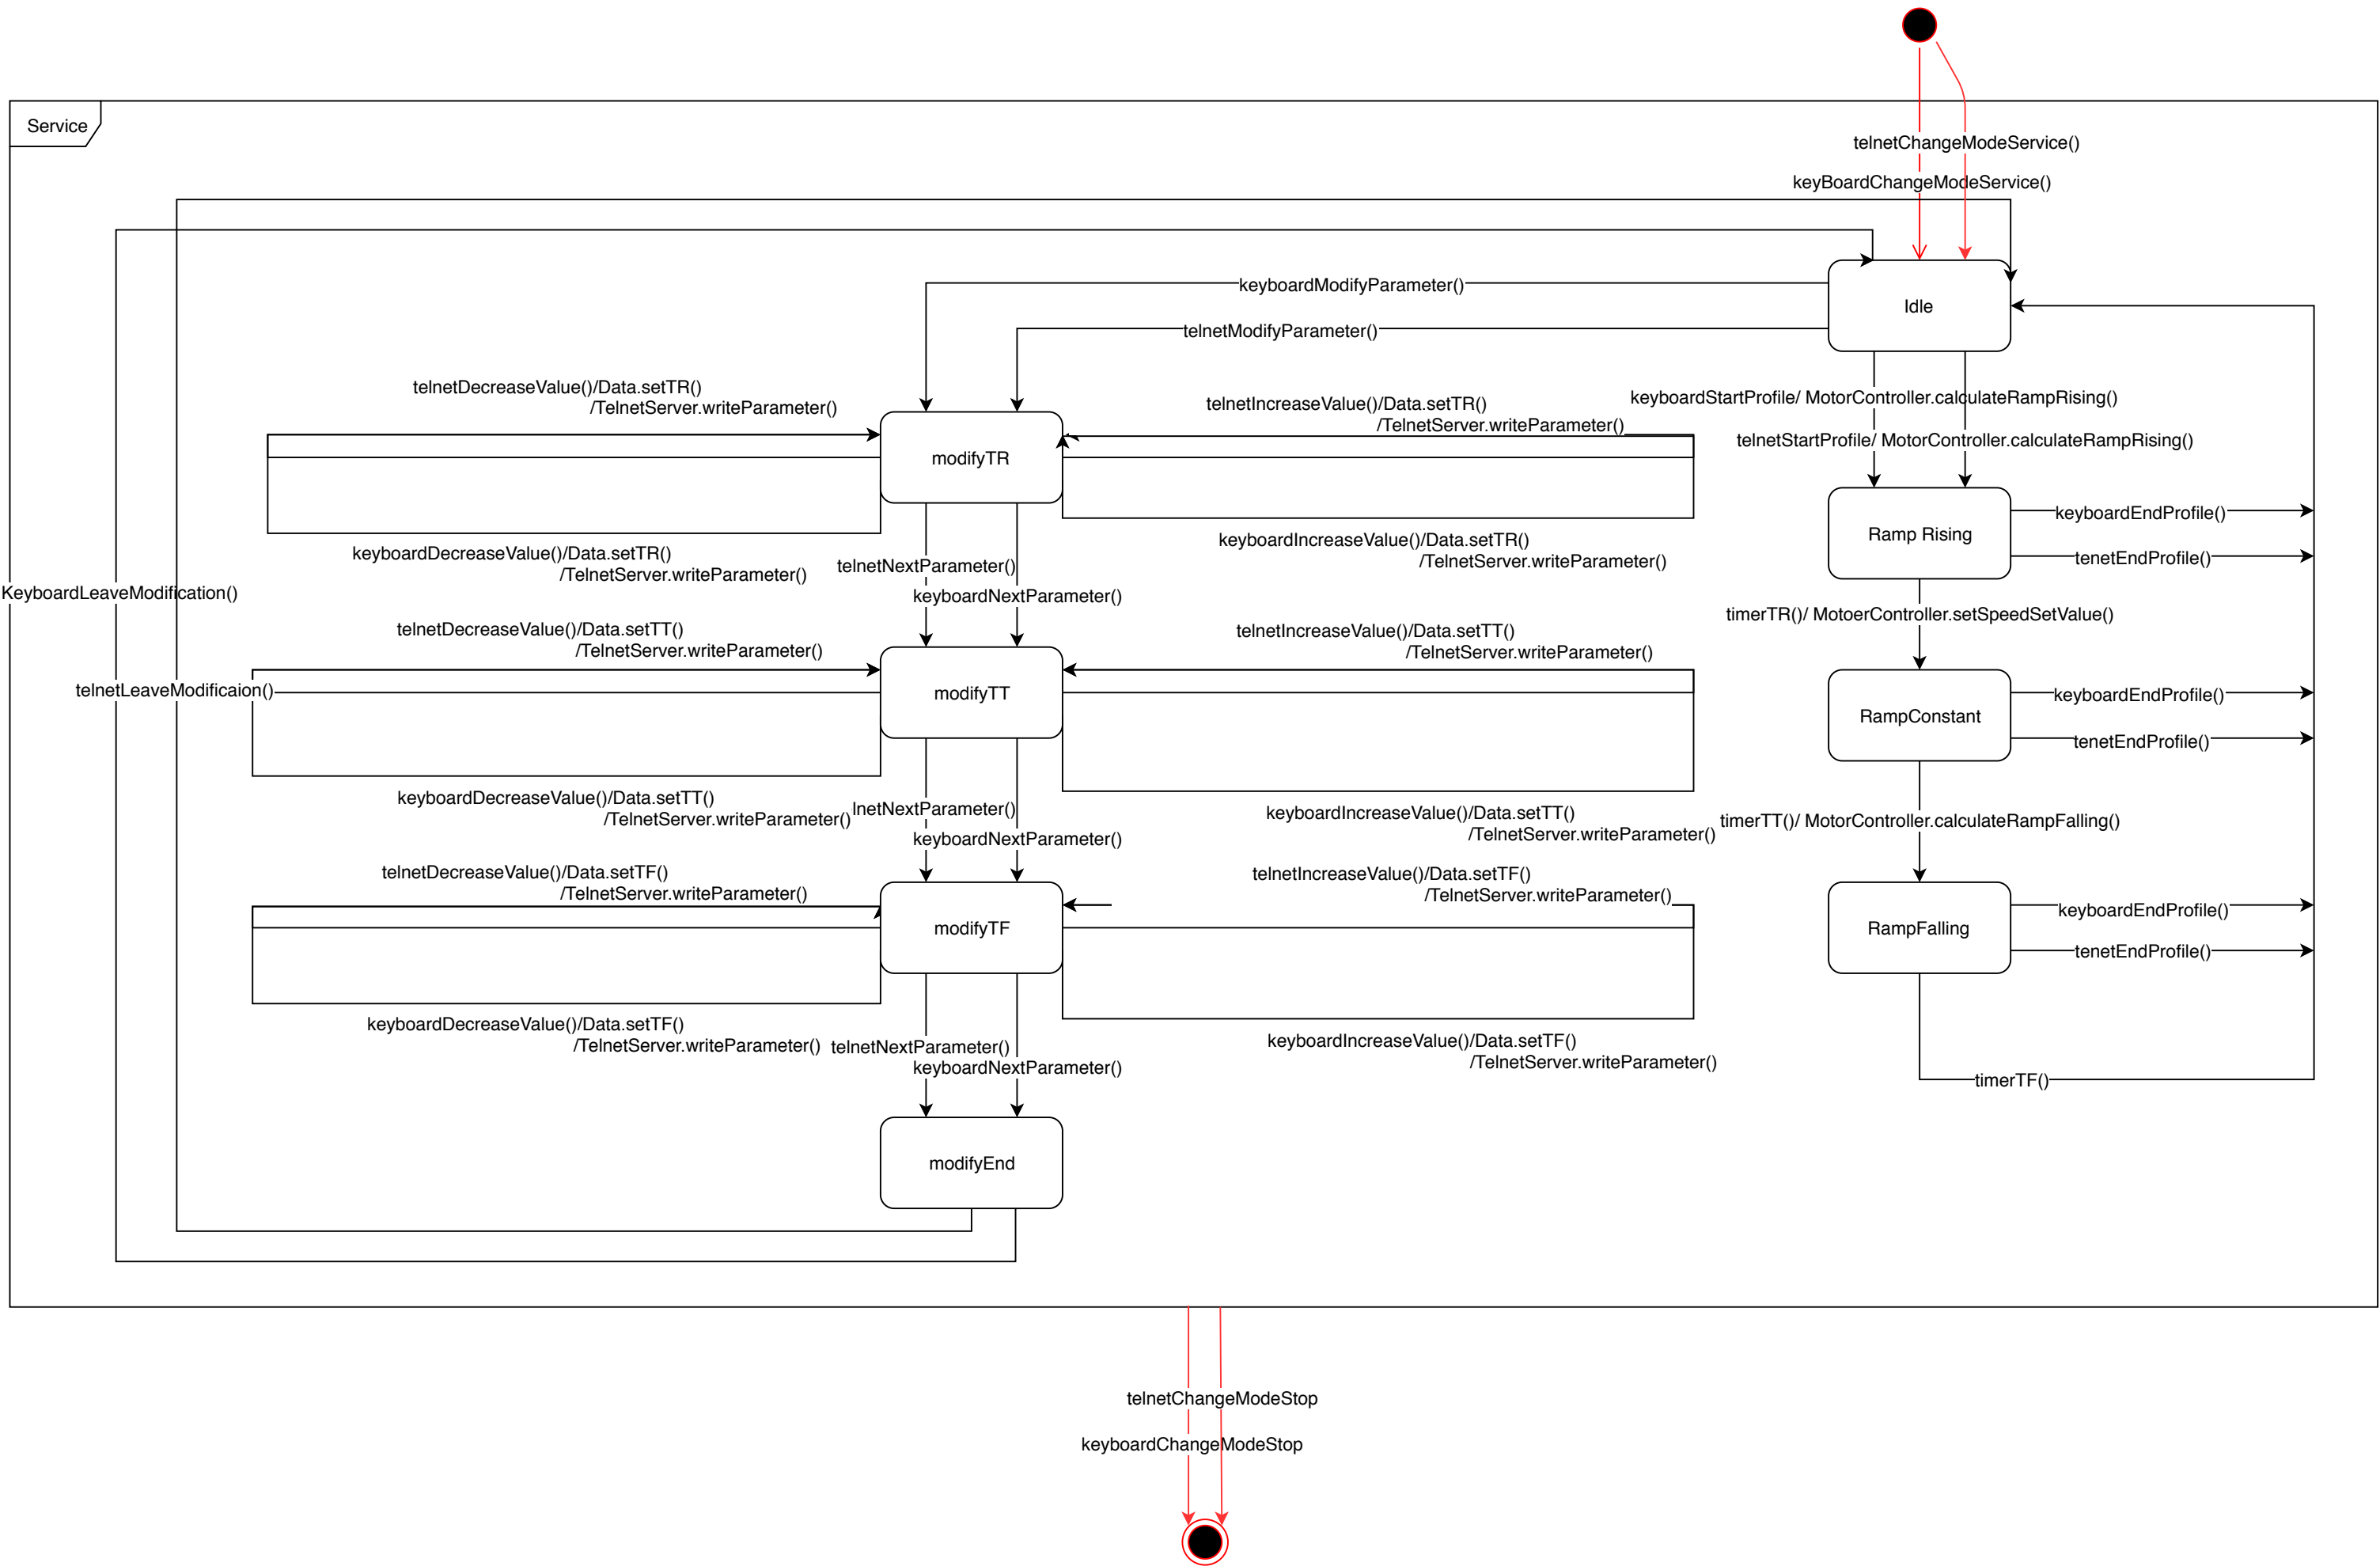 Service
telnetChangeModeService()
keyBoardChangeModeService()
keyboardModifyParameter()
Idle
telnetModifyParameter()
telnetDecreaseValue()/Data.setTR()
/TelnetServer.writeParameter()
telnetIncreaseValue()/Data.setTR()
/TelnetServer.writeParameter()
keyboardStartProfile/ MotorController.calculateRampRising()
telnetStartProfile/ MotorController.calculateRampRising()
modifyTR
keyboardEndProfile()
Ramp Rising
tenetEndProfile()
keyboardDecreaseValue()/Data.setTR()
/TelnetServer.writeParameter()
keyboardIncreaseValue()/Data.setTR()
/TelnetServer.writeParameter()
telnetNextParameter()
keyboardNextParameter()
KeyboardLeaveModification()
timerTR()/ MotoerController.setSpeedSetValue()
telnetDecreaseValue()/Data.setTT()
/TelnetServer.writeParameter()
telnetIncreaseValue()/Data.setTT()
/TelnetServer.writeParameter()
telnetLeaveModificaion()
modifyTT
keyboardEndProfile()
RampConstant
tenetEndProfile()
keyboardDecreaseValue()/Data.setTT()
/TelnetServer.writeParameter()
lnetNextParameter()
keyboardNextParameter()
keyboardIncreaseValue()/Data.setTT()
/TelnetServer.writeParameter()
timerTT()/ MotorController.calculateRampFalling()
telnetDecreaseValue()/Data.setTF()
/TelnetServer.writeParameter()
telnetIncreaseValue()/Data.setTF()
/TelnetServer.writeParameter()
modifyTF
keyboardEndProfile()
RampFalling
tenetEndProfile()
keyboardDecreaseValue()/Data.setTF()
/TelnetServer.writeParameter()
telnetNextParameter()
keyboardNextParameter()
keyboardIncreaseValue()/Data.setTF()
/TelnetServer.writeParameter()
timerTF()
modifyEnd
telnetChangeModeStop
keyboardChangeModeStop